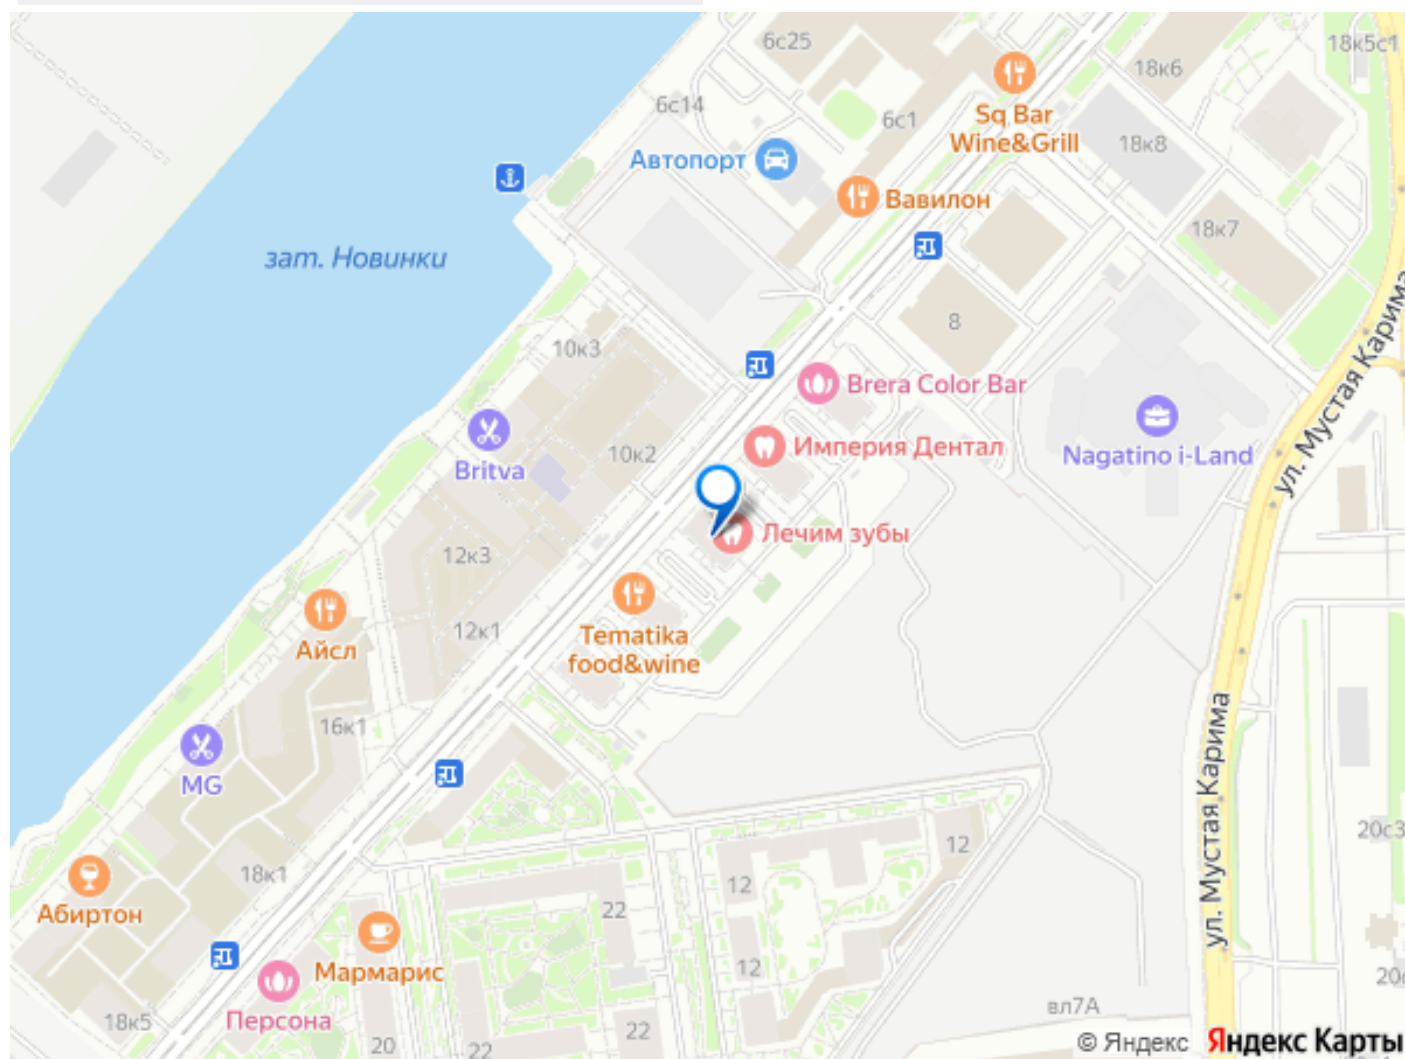 6с25
18к5с1
18к6
6с14
Sq Bar
Wine&Grill
6с1
18к8
Автопорт
Вавилон
18к7
зат. Новинки
8
10к3
ул. Мустая Карима
Brera Color Bar
Империя Дентал
10к2
Britva
Nagatino i-Land
Лечим зубы
12к3
Айсл
12к1
Tematika
food&wine
16к1
MG
ул. Мустая Карима
20с3
12
18к1
12
22
Абиртон
22
Мармарис
12
20
вл7А
18к5
Персона
22
20
22
© Яндекс
Яндекс Карты